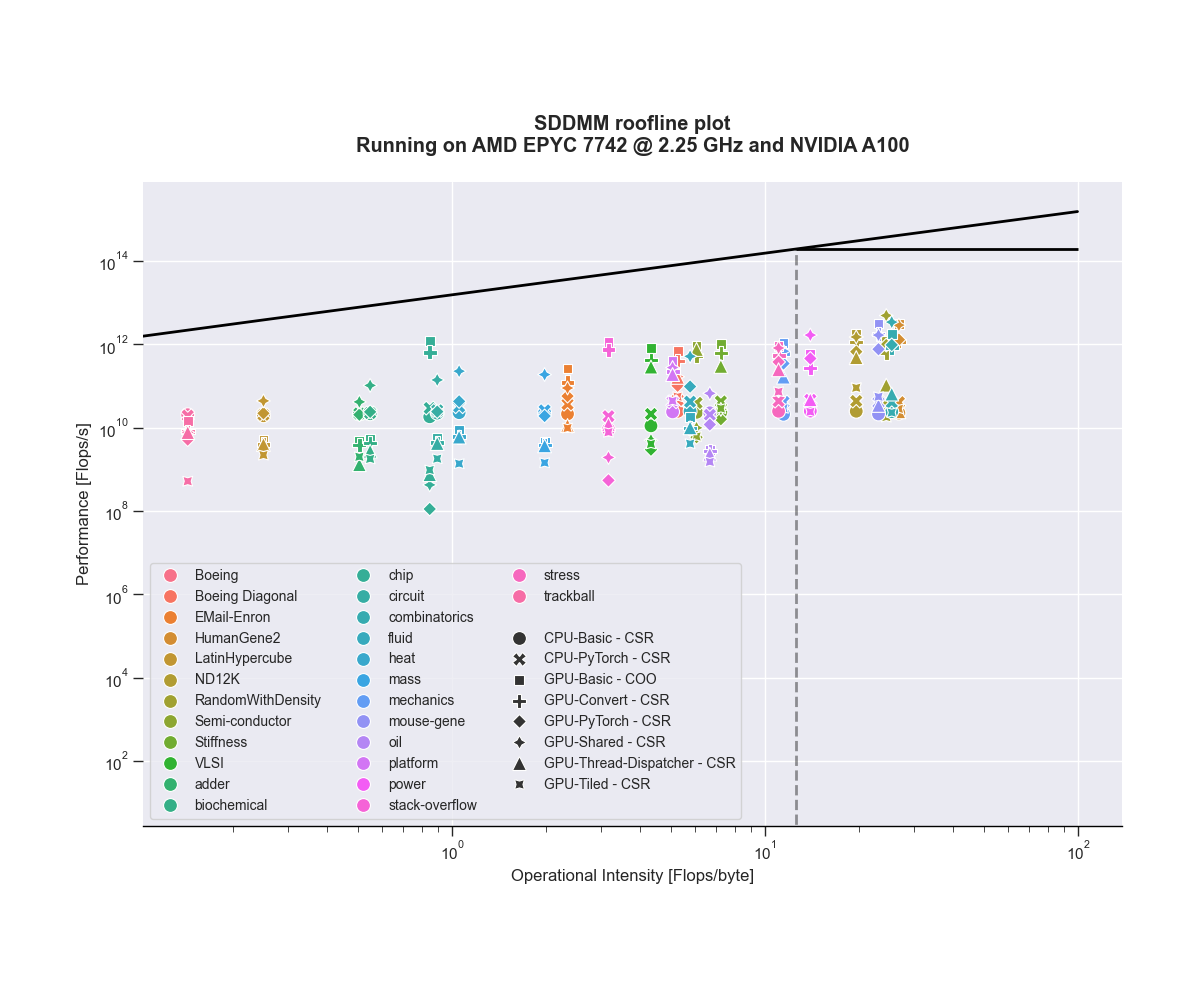 SDDMM roofline plot
Running on AMD EPYC 7742 @ 2.25 GHz and NVIDIA A100
Performance [Flops/s]
10^14
10^12
10^10
10^8
10^6
10^4
10^2
Boeing
Boeing Diagonal
EMail-Enron
HumanGene2
LatinHypercube
ND12K
RandomWithDensity
Semi-conductor
Stiffness
VLSI
adder
biochemical
chip
circuit
combinatorics
fluid
heat
mass
mechanics
mouse-gene
oil
platform
power
stack-overflow
stress
trackball
CPU-Basic - CSR
CPU-PyTorch - CSR
GPU-Basic - COO
GPU-Convert - CSR
GPU-PyTorch - CSR
GPU-Shared - CSR
GPU-Thread-Dispatcher - CSR
GPU-Tiled - CSR
10^0 10^1 10^2
Operational Intensity [Flops/byte]